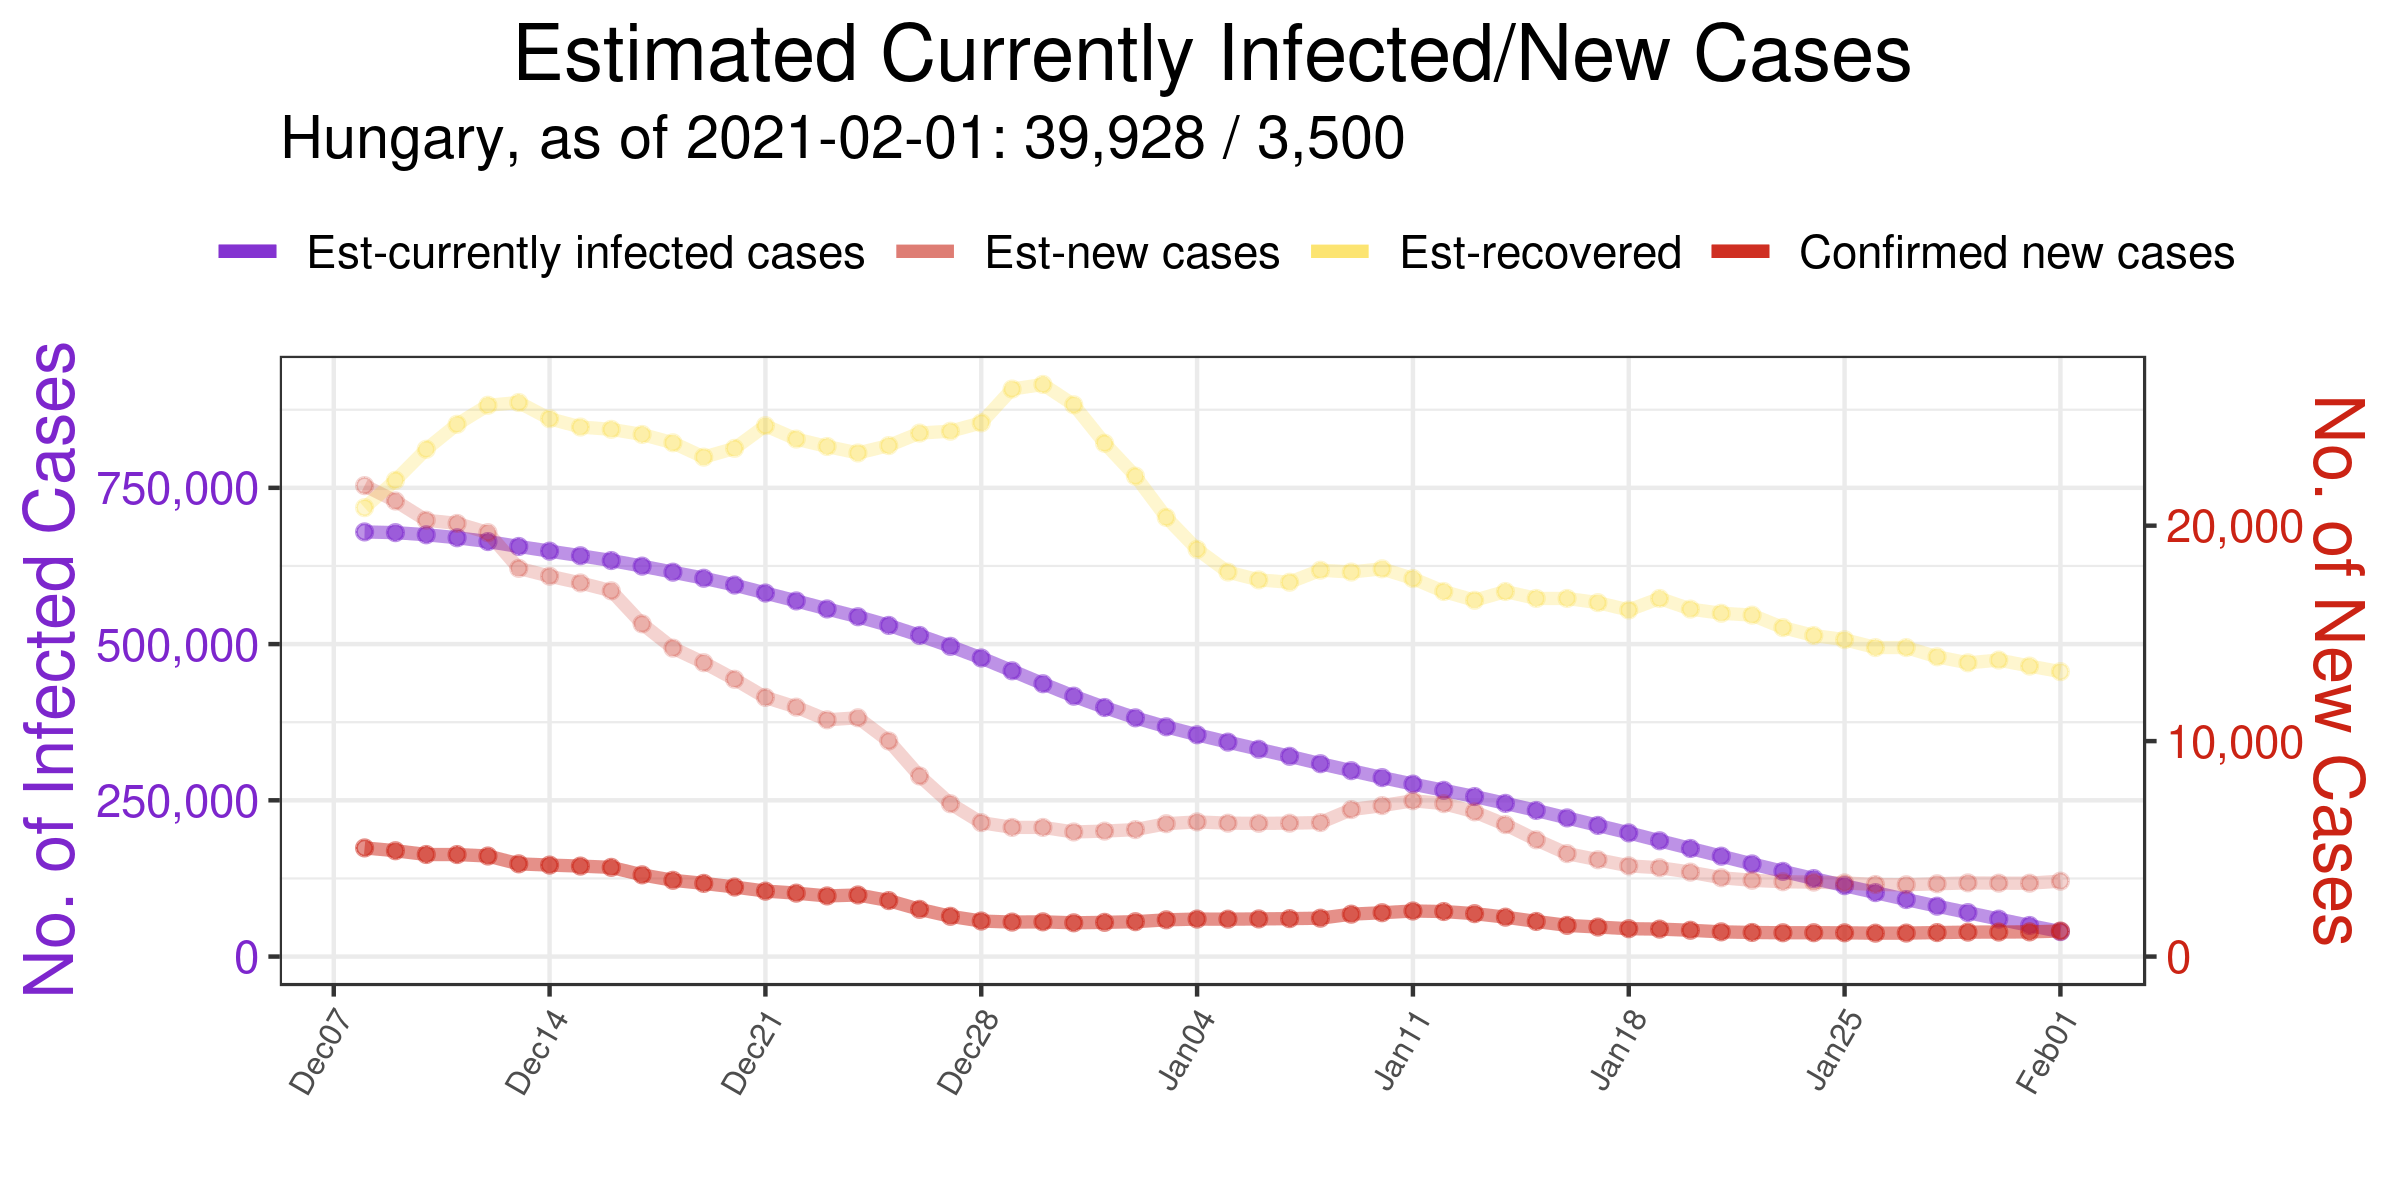 Estimated Currently Infected/New Cases
Hungary, as of 2021-02-01: 39,928 / 3,500
Est-currently infected cases Est-new cases Est-recovered Confirmed new cases
No. of Infected Cases
750,000
500,000
250,000
0
20,000
10,000
0
No. of New Cases
Dec07 Dec14 Dec21 Dec28 Jan04 Jan11 Jan18 Jan25 Feb01